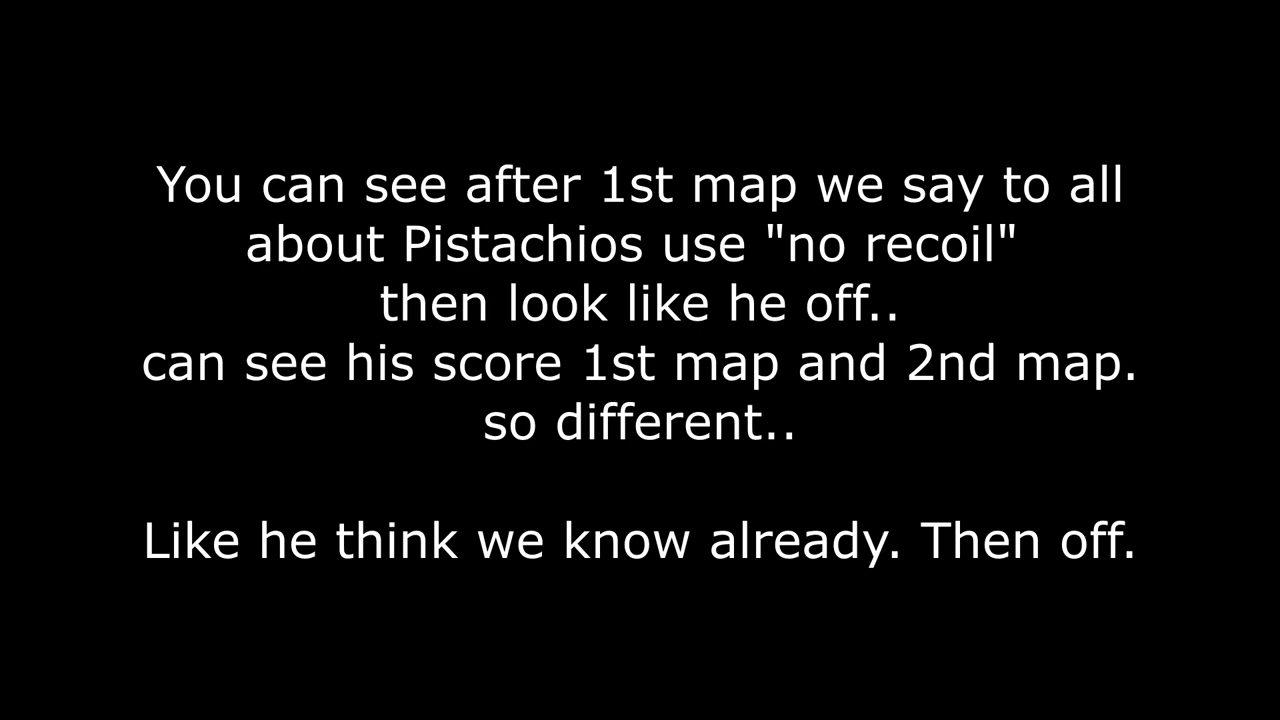 You can see after 1st map we say to all
about Pistachios use "no recoil"
then look like he off..
can see his score 1st map and 2nd map.
so different..
Like he think we know already. Then off.